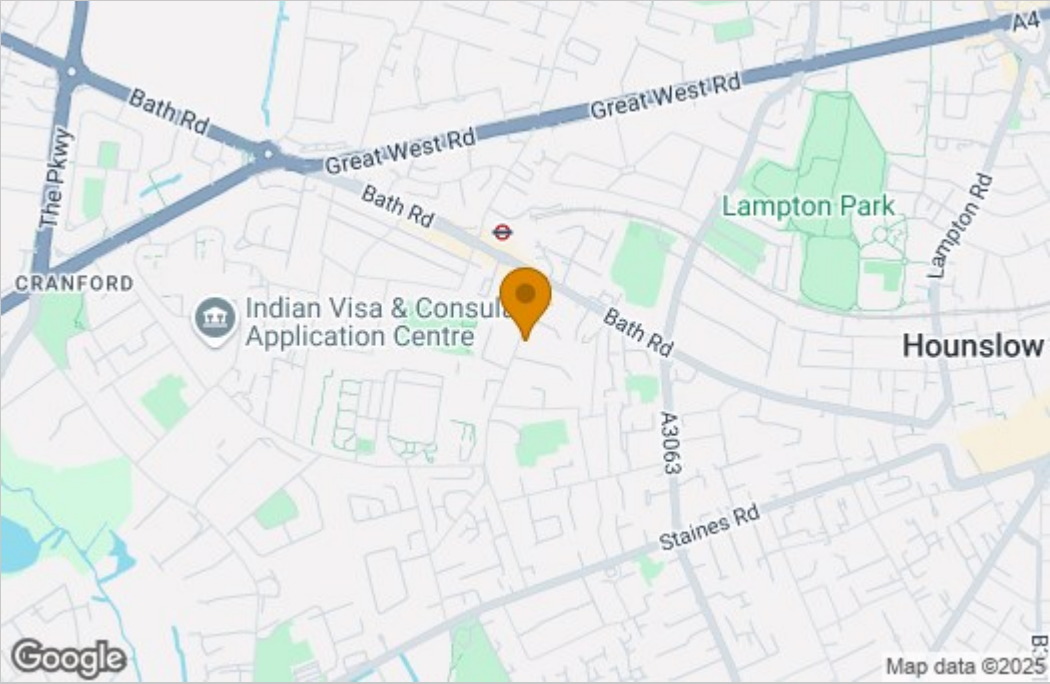 A4
Bath Rd
Great West Rd
Great West Rd
The Pkwy
Bath Rd
Lampton Park
Lampton Rd
CRANFORD
Indian Visa & Consul
Application Centre
Bath Rd
Hounslow
A3063
Staines Rd
Google
Map data ©2025